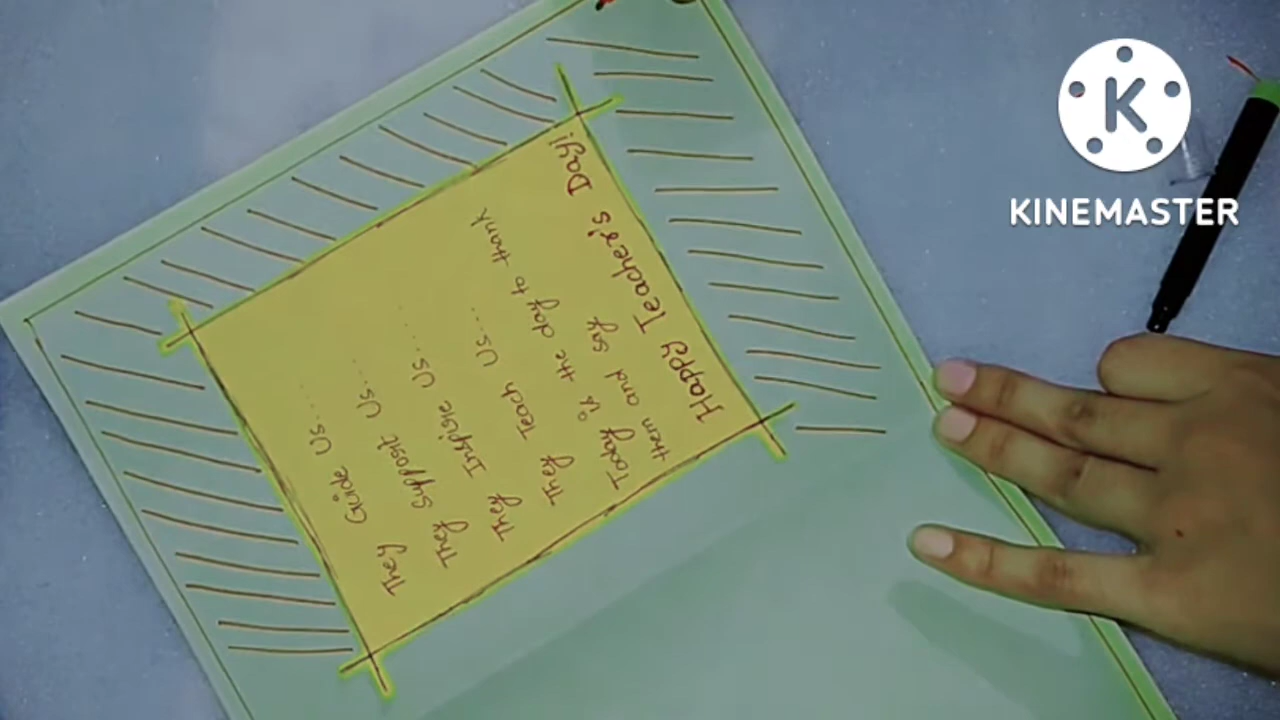 They Guide Us.....
They Support Us....
They Inspire Us....
They Teach Us...
Today is the day to thank
them and say
Happy Teacher's Day!
K
KINEMASTER